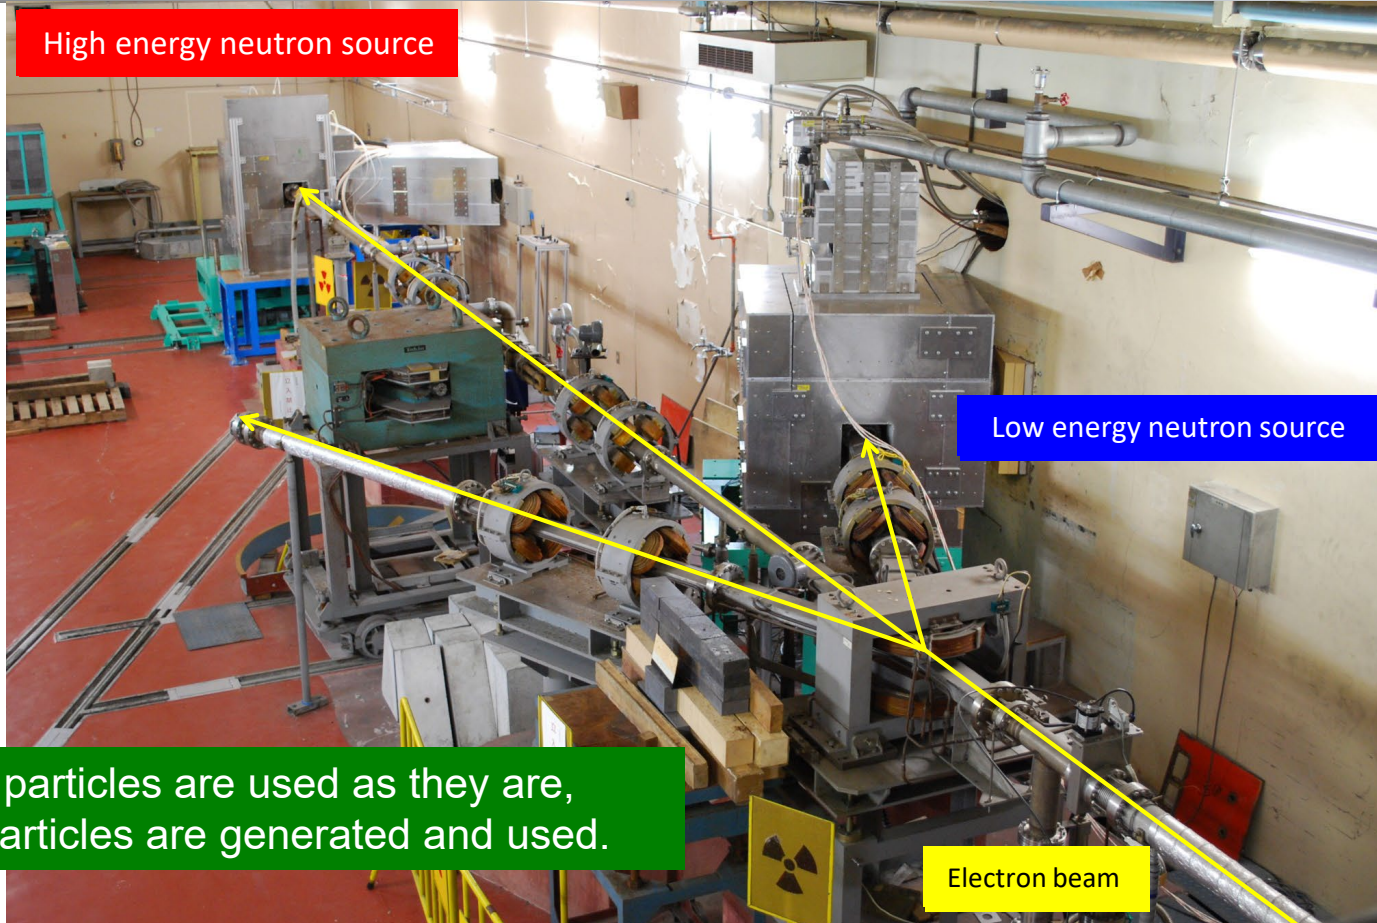 High energy neutron source
Low energy neutron source
particles are used as they are,
articles are generated and used.
Electron beam